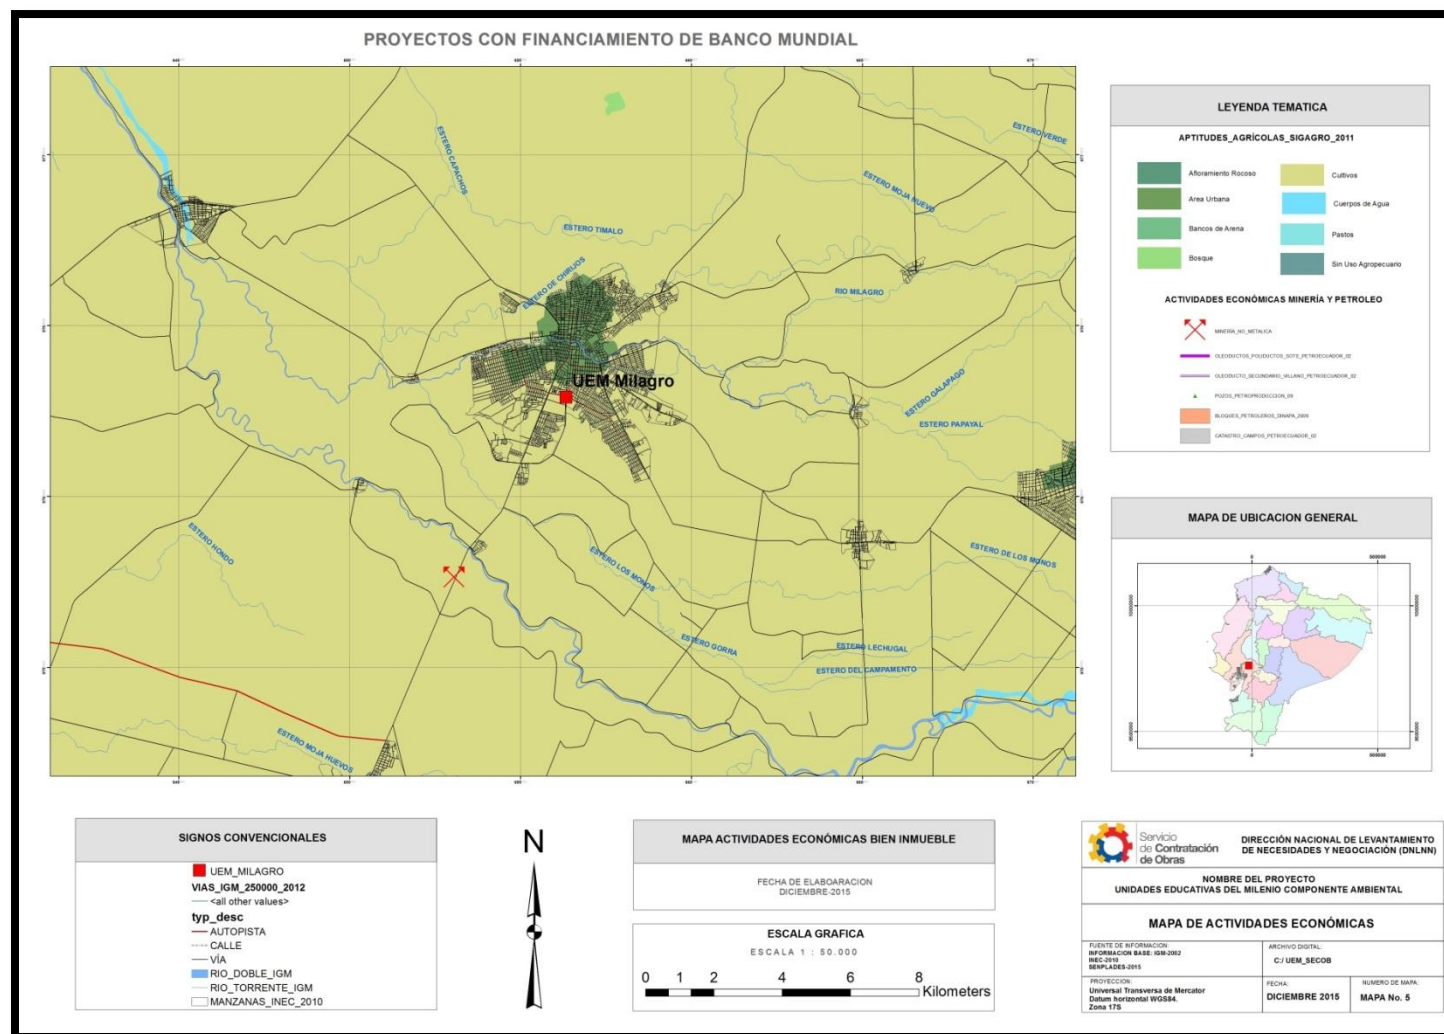 PROYECTOS CON FINANCIAMIENTO DE BANCO MUNDIAL
ESTERO VERDE
ESTERO CAPACHOS
ESTERO MOJA HUEVO
ESTERO TIMALO
ESTERO DE CHIRIJOS
RIO MILAGRO
UEM-Milagro
ESTERO GALAPAGO
ESTERO PAPAYAL
ESTERO HONDO
ESTERO LOS MONOS
ESTERO DE LOS MONOS
ESTERO GORRA
ESTERO LECHUGAL
ESTERO DEL CAMPAMENTO
ESTERO MOJA HUEVOS
LEYENDA TEMATICA
APTITUDES_AGRÍCOLAS_SIGAGRO_2011
Afloramiento Rocoso
Area Urbana
Bancos de Arena
Bosque
Cultivos
Cuerpos de Agua
Pastos
Sin Uso Agropecuario
ACTIVIDADES ECONÓMICAS MINERÍA Y PETROLEO
MINERÍA_NO_METALICA
OLEODUCTOS_POLIDUCTOS_SOTE_PETROECUADOR_02
OLEODUCTO_SECUNDARIO_VILLANO_PETROECUADOR_02
POZOS_PETROPRODUCCION_05
BLOQUES_PETROLEROS_DINAPA_2009
CATASTRO_CAMPOS_PETROECUADOR_02
MAPA DE UBICACION GENERAL
SIGNOS CONVENCIONALES
UEM_MILAGRO
VIAS_IGM_250000_2012
<all other values>
typ_desc
AUTOPISTA
CALLE
VÍA
RIO_DOBLE_IGM
RIO_TORRENTE_IGM
MANZANAS_INEC_2010
N
MAPA ACTIVIDADES ECONÓMICAS BIEN INMUEBLE
FECHA DE ELABOARACION
DICIEMBRE-2015
ESCALA GRAFICA
ESCALA 1 : 50.000
0 1 2 4 6 8
Kilometers
Servicio
de Contratación
de Obras
DIRECCIÓN NACIONAL DE LEVANTAMIENTO
DE NECESIDADES Y NEGOCIACIÓN (DNLNN)
NOMBRE DEL PROYECTO
UNIDADES EDUCATIVAS DEL MILENIO COMPONENTE AMBIENTAL
MAPA DE ACTIVIDADES ECONÓMICAS
FUENTE DE INFORMACION:
INFORMACION BASE: IGM-2002
INEC-2010
SENPLADES-2015
ARCHIVO DIGITAL:
C:/ UEM_SECOB
PROYECCION:
Universal Transversa de Mercator
Datum horizontal WGS84.
Zona 17S
FECHA:
DICIEMBRE 2015
NUMERO DE MAPA:
MAPA No. 5